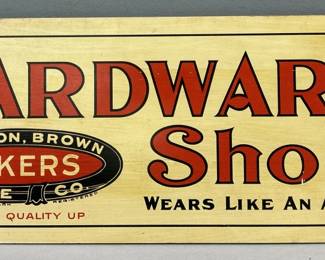 ARDWAR
ON, BROWN
KERS
E CO.
QUALITY UP
Sho
WEARS LIKE AN A